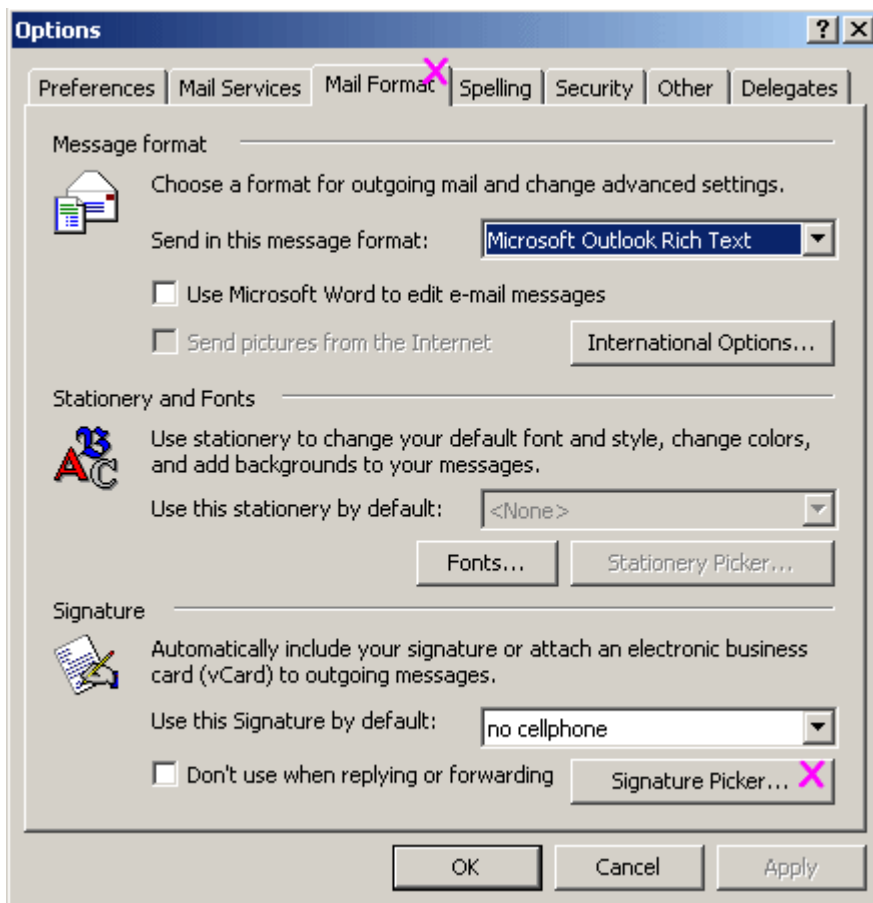 Options
Preferences Mail Services Mail Format Spelling Security Other Delegates
Message format
Choose a format for outgoing mail and change advanced settings.
Send in this message format: Microsoft Outlook Rich Text
Use Microsoft Word to edit e-mail messages
Send pictures from the Internet International Options...
Stationery and Fonts
ABC
Use stationery to change your default font and style, change colors,
and add backgrounds to your messages.
Use this stationery by default: <None>
Fonts... Stationery Picker...
Signature
Automatically include your signature or attach an electronic business
card (vCard) to outgoing messages.
Use this Signature by default: no cellphone
Don't use when replying or forwarding Signature Picker...
OK Cancel Apply